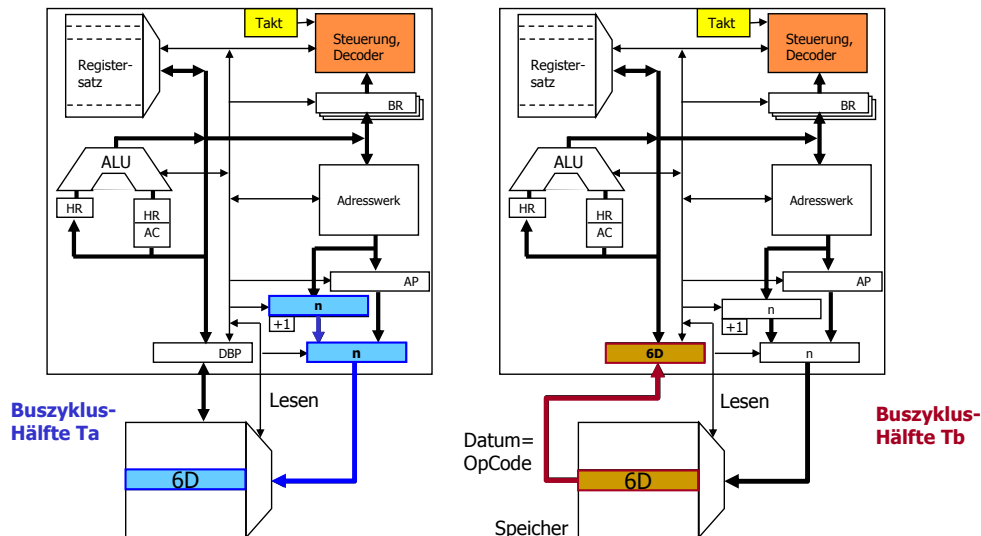 Takt
Steuerung,
Decoder
Register-
satz
BR
ALU
HR
HR
AC
Adresswerk
AP
n
+1
DBP
n
Lesen
Buszyklus-
Hälfte Ta
6D
Takt
Steuerung,
Decoder
Register-
satz
BR
ALU
HR
HR
AC
Adresswerk
AP
n
+1
6D
n
Lesen
Buszyklus-
Hälfte Tb
Datum=
OpCode
6D
Speicher